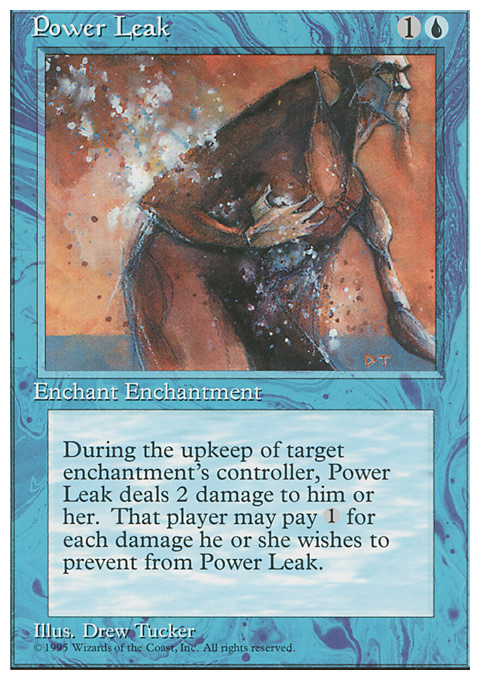 Power Leak 1
DT
Enchant Enchantment
During the upkeep of target
enchantment's controller, Power
Leak deals 2 damage to him or
her. That player may pay 1 for
each damage he or she wishes to
prevent from Power Leak.
Illus. Drew Tucker
© 1995 Wizards of the Coast, Inc. All rights reserved.